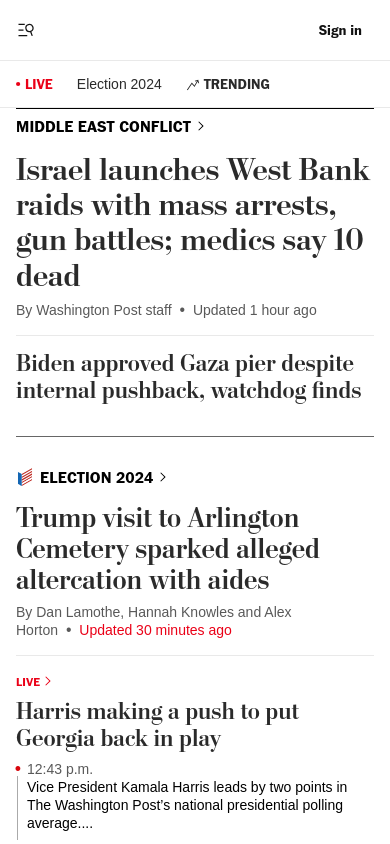 Sign in
• LIVE Election 2024 TRENDING
MIDDLE EAST CONFLICT >
Israel launches West Bank
raids with mass arrests,
gun battles; medics say 10
dead
By Washington Post staff • Updated 1 hour ago
Biden approved Gaza pier despite
internal pushback, watchdog finds
ELECTION 2024 >
Trump visit to Arlington
Cemetery sparked alleged
altercation with aides
By Dan Lamothe, Hannah Knowles and Alex
Horton • Updated 30 minutes ago
LIVE >
Harris making a push to put
Georgia back in play
• 12:43 p.m.
Vice President Kamala Harris leads by two points in
The Washington Post’s national presidential polling
average....